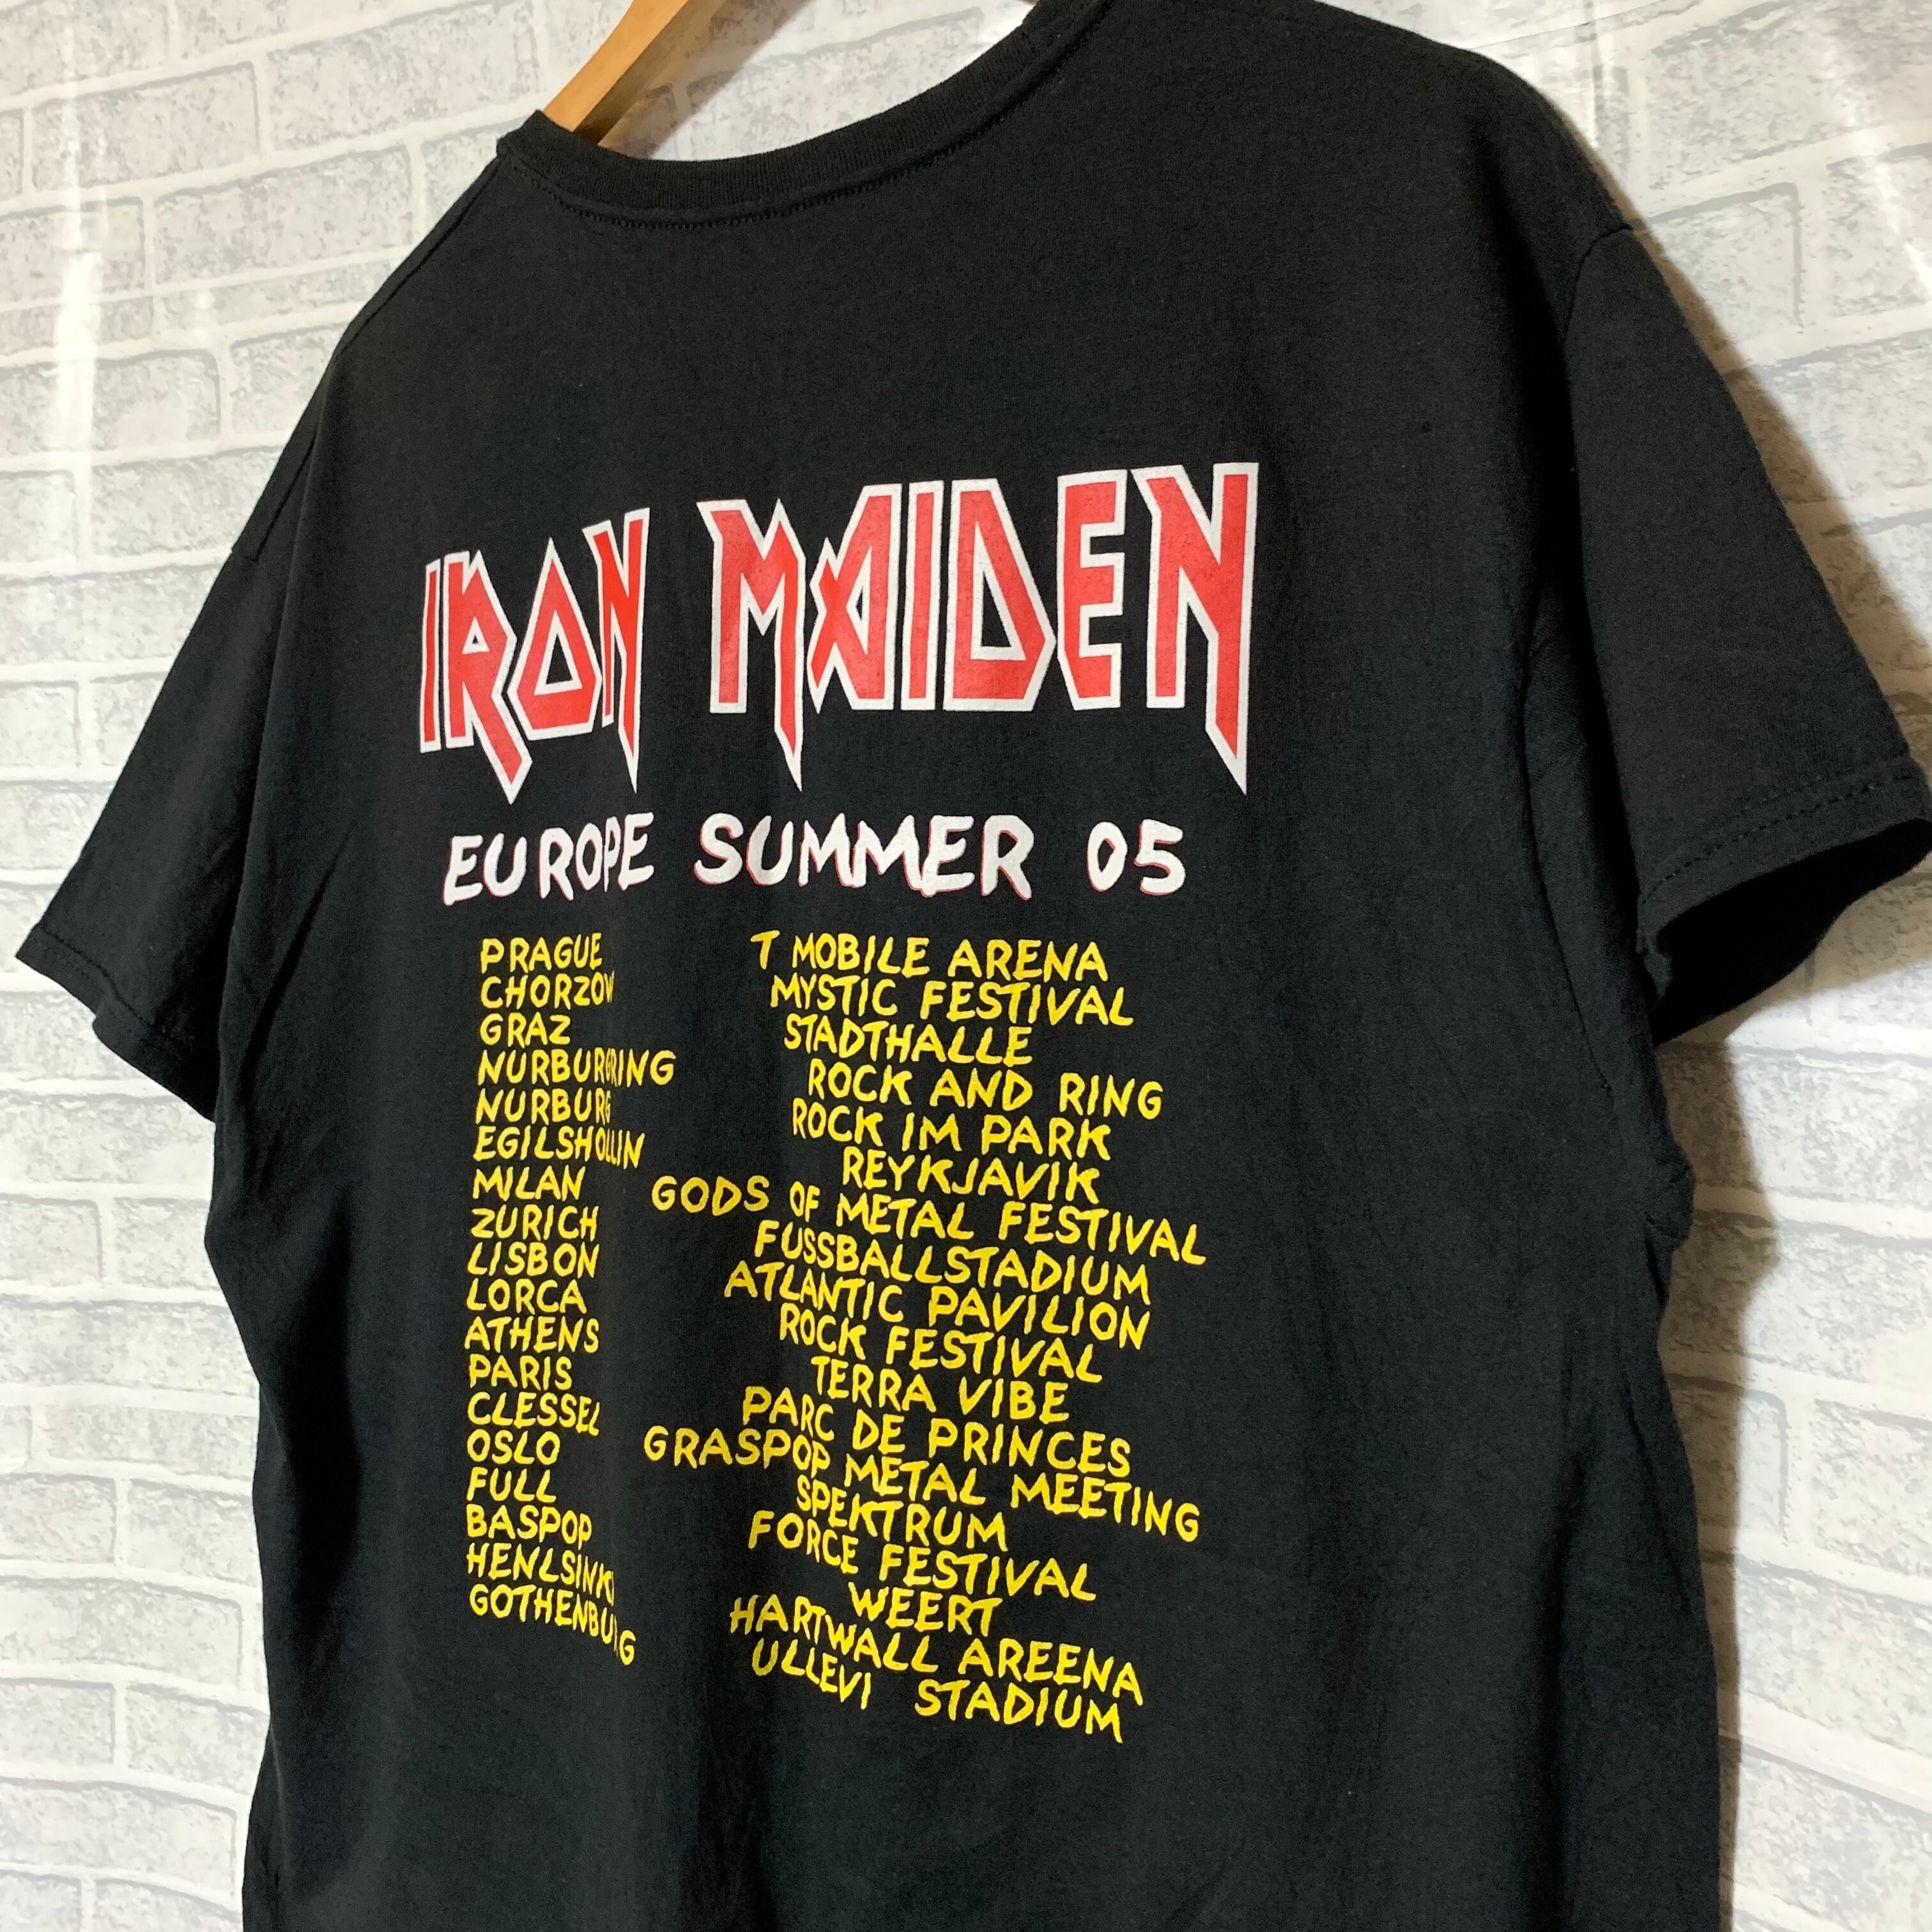 IRON MAIDEN
EUROPE SUMMER 05
PRAGUE T MOBILE ARENA
CHORZOW MYSTIC FESTIVAL
GRAZ STADTHALLE
NURBURGRING ROCK AND RING
NURBURG ROCK IM PARK
EGILSHOLLIN REYKJAVIK
MILAN GODS OF METAL FESTIVAL
ZURICH FUSSBALLSTADIUM
LISBON ATLANTIC PAVILION
LORCA ROCK FESTIVAL
ATHENS TERRA VIBE
PARIS PARC DE PRINCES
CLESSEL GRASPOP METAL MEETING
OSLO SPEKTRUM
FULL FORCE FESTIVAL
BASPOP WEERT
HENLSINKI HARTWALL AREENA
GOTHENBURG ULLEVI STADIUM